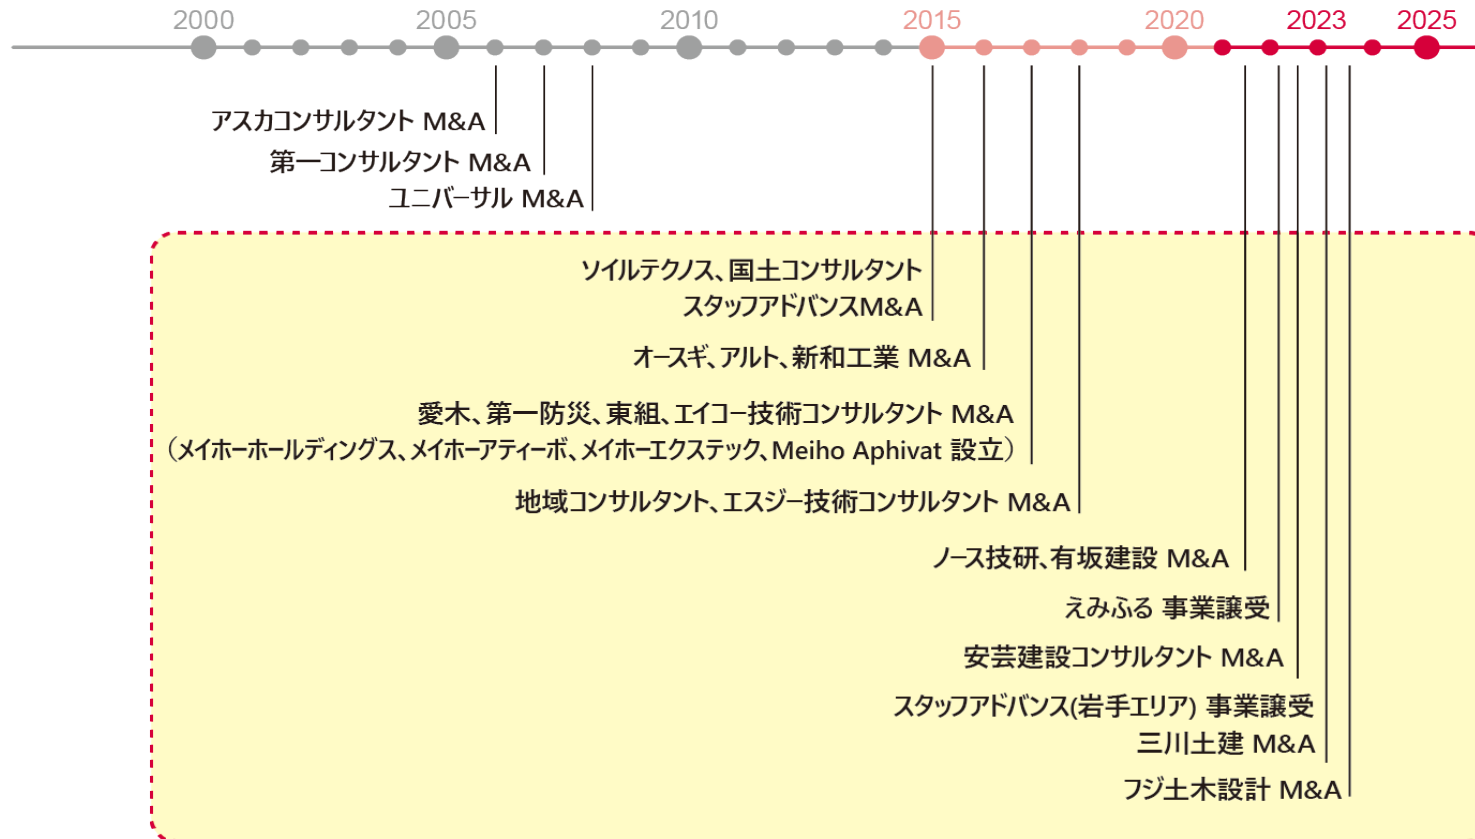 2000 2005 2010 2015 2020 2023 2025
アスカコンサルタント M&A
第一コンサルタント M&A
ユニバーサル M&A
ソイルテクノス、国土コンサルタント
スタッフアドバンスM&A
オースギ、アルト、新和工業 M&A
愛木、第一防災、東組、エイコー技術コンサルタント M&A
（メイホーホールディングス、メイホーアティーボ、メイホーエクステック、Meiho Aphivat 設立）
地域コンサルタント、エスジー技術コンサルタント M&A
ノース技研、有坂建設 M&A
えみふる 事業譲受
安芸建設コンサルタント M&A
スタッフアドバンス(岩手エリア) 事業譲受
三川土建 M&A
フジ土木設計 M&A